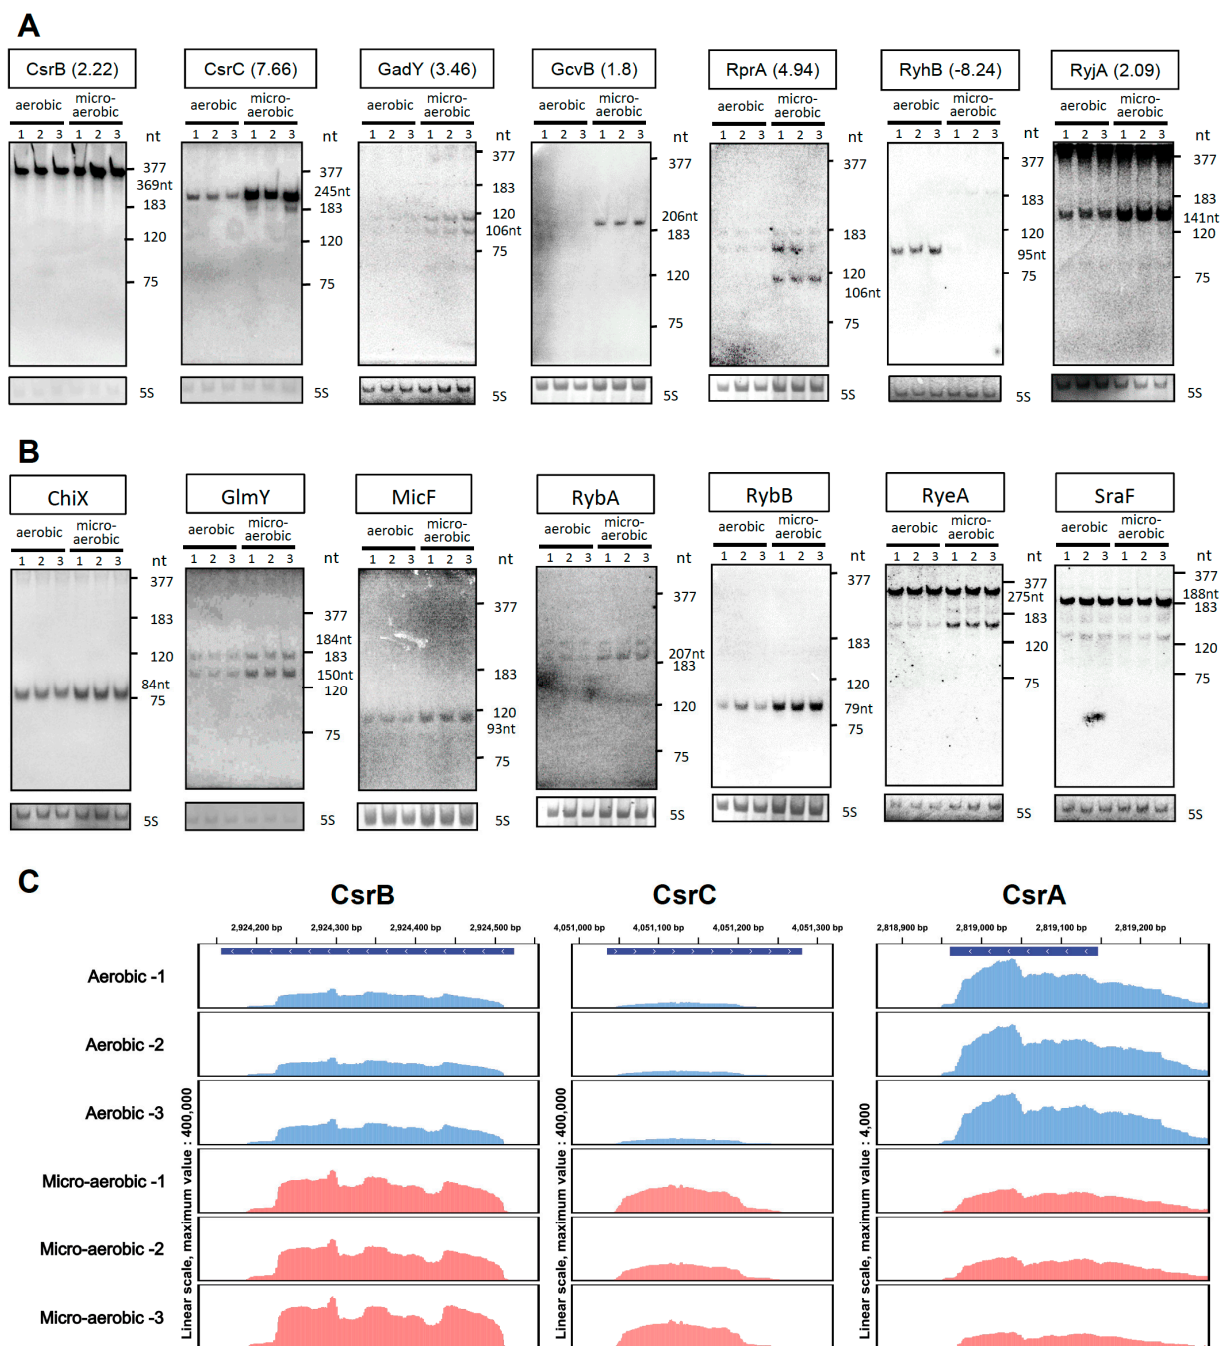 A
CsrB (2.22) CsrC (7.66) GadY (3.46) GcvB (1.8) RprA (4.94) RyhB (-8.24) RyjA (2.09)
aerobic micro-aerobic aerobic micro-aerobic aerobic micro-aerobic aerobic micro-aerobic aerobic micro-aerobic aerobic micro-aerobic aerobic micro-aerobic
1 2 3 1 2 3 nt 1 2 3 1 2 3 nt 1 2 3 1 2 3 nt 1 2 3 1 2 3 nt 1 2 3 1 2 3 nt 1 2 3 1 2 3 nt 1 2 3 1 2 3 nt
377 369nt 183 120 75 5S
377 245nt 183 120 75 5S
377 183 120 106nt 75 5S
377 206nt 183 120 75 5S
377 183 120 106nt 75 5S
377 183 120 95nt 75 5S
377 183 141nt 120 75 5S
B
ChiX GlmY MicF RybA RybB RyeA SraF
aerobic micro-aerobic aerobic micro-aerobic aerobic micro-aerobic aerobic micro-aerobic aerobic micro-aerobic aerobic micro-aerobic aerobic micro-aerobic
1 2 3 1 2 3 nt 1 2 3 1 2 3 nt 1 2 3 1 2 3 nt 1 2 3 1 2 3 nt 1 2 3 1 2 3 nt 1 2 3 1 2 3 nt 1 2 3 1 2 3 nt
377 183 120 84nt 75 5S
377 184nt 183 150nt 120 75 5S
377 183 120 93nt 75 5S
377 207nt 183 120 75 5S
377 183 120 79nt 75 5S
377 275nt 183 120 75 5S
377 188nt 183 120 75 5S
C
CsrB CsrC CsrA
2,924,200 bp 2,924,300 bp 2,924,400 bp 2,924,500 bp 4,051,000 bp 4,051,100 bp 4,051,200 bp 4,051,300 bp 2,818,900 bp 2,819,000 bp 2,819,100 bp 2,819,200 bp
Aerobic -1
Aerobic -2
Aerobic -3
Micro-aerobic -1
Micro-aerobic -2
Micro-aerobic -3
Linear scale, maximum value : 400,000
Linear scale, maximum value : 400,000
Linear scale, maximum value : 4,000